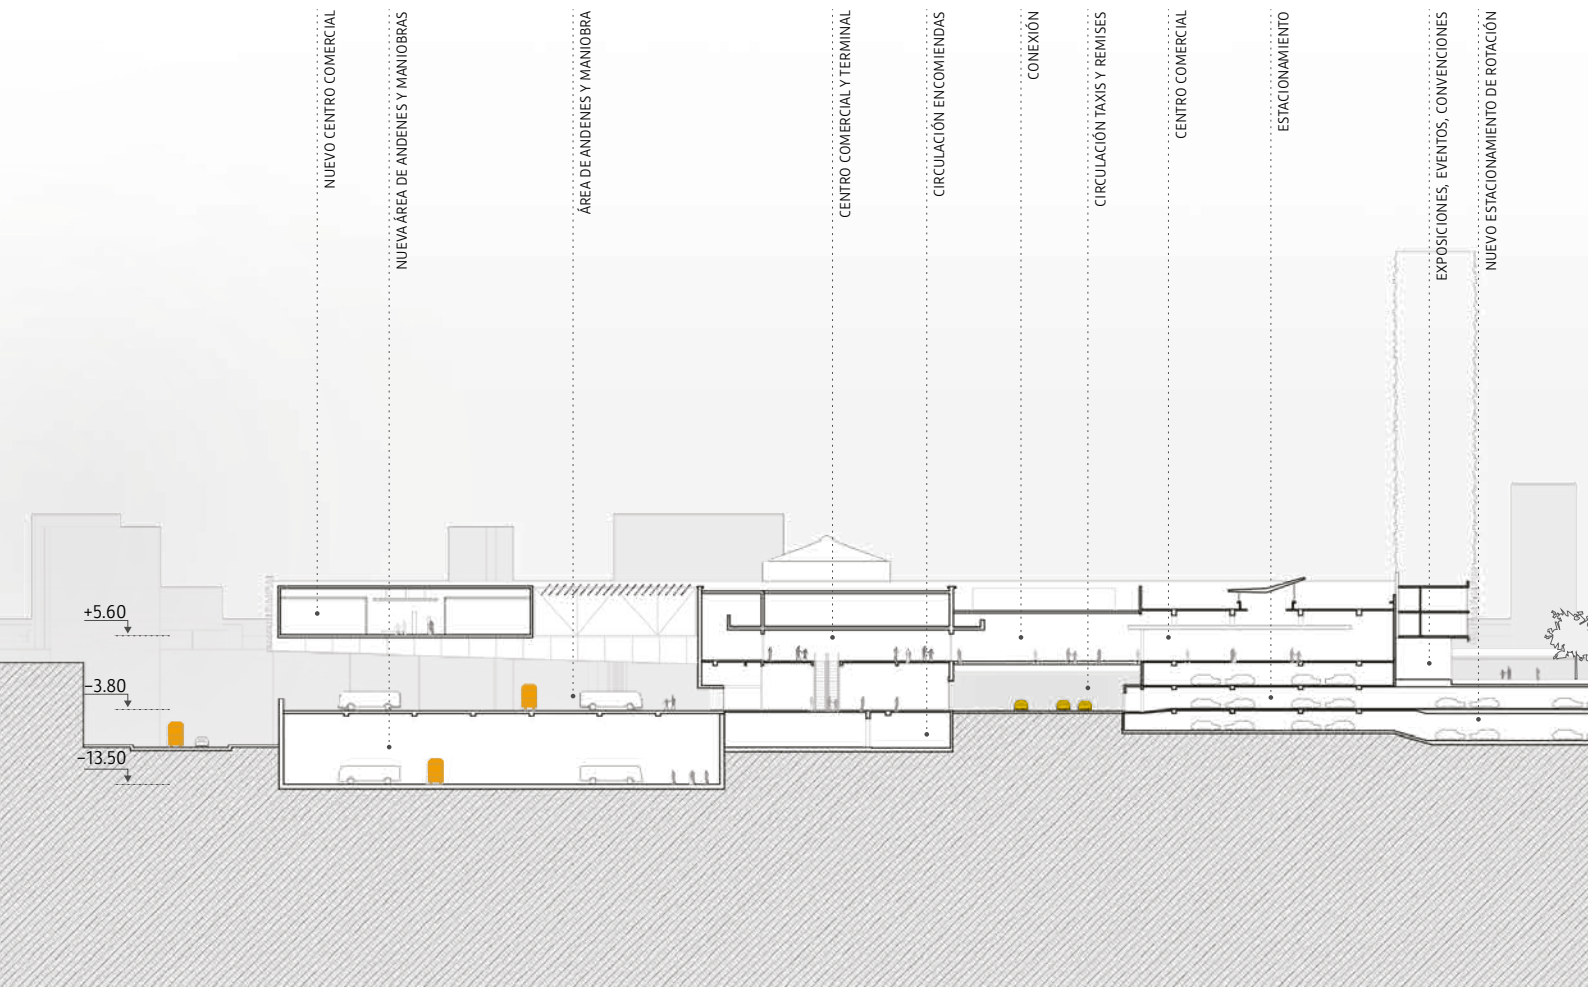 NUEVO CENTRO COMERCIAL
NUEVA ÁREA DE ANDENES Y MANIOBRAS
ÁREA DE ANDENES Y MANIOBRA
CENTRO COMERCIAL Y TERMINAL
CIRCULACIÓN ENCOMIENDAS
CONEXIÓN
CIRCULACIÓN TAXIS Y REMISES
CENTRO COMERCIAL
ESTACIONAMIENTO
EXPOSICIONES, EVENTOS, CONVENCIONES
NUEVO ESTACIONAMIENTO DE ROTACIÓN
+5.60
−3.80
−13.50